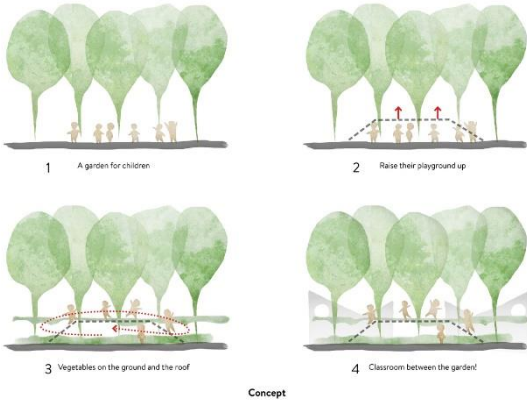 1 A garden for children
2 Raise their playground up
3 Vegetables on the ground and the roof
4 Classroom between the garden!
Concept